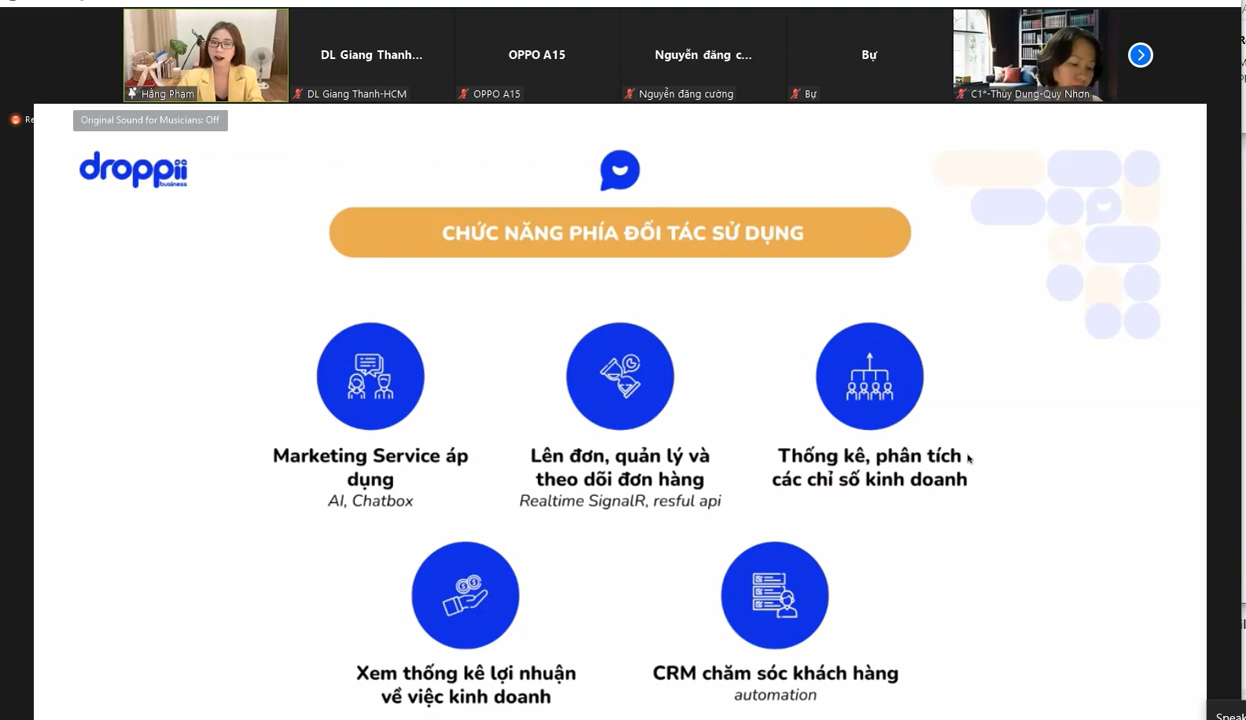 DL Giang Thanh...
OPPO A15
Nguyễn đăng c...
Bự
Hằng Phạm
DL Giang Thanh-HCM
OPPO A15
Nguyễn đăng cường
Bự
C1*-Thùy Dung-Quy Nhơn
Re
Original Sound for Musicians: Off
droppii
business
CHỨC NĂNG PHÍA ĐỐI TÁC SỬ DỤNG
Marketing Service áp
dụng
AI, Chatbox
Lên đơn, quản lý và
theo dõi đơn hàng
Realtime SignalR, resful api
Thống kê, phân tích
các chỉ số kinh doanh
Xem thống kê lợi nhuận
về việc kinh doanh
CRM chăm sóc khách hàng
automation
Speak